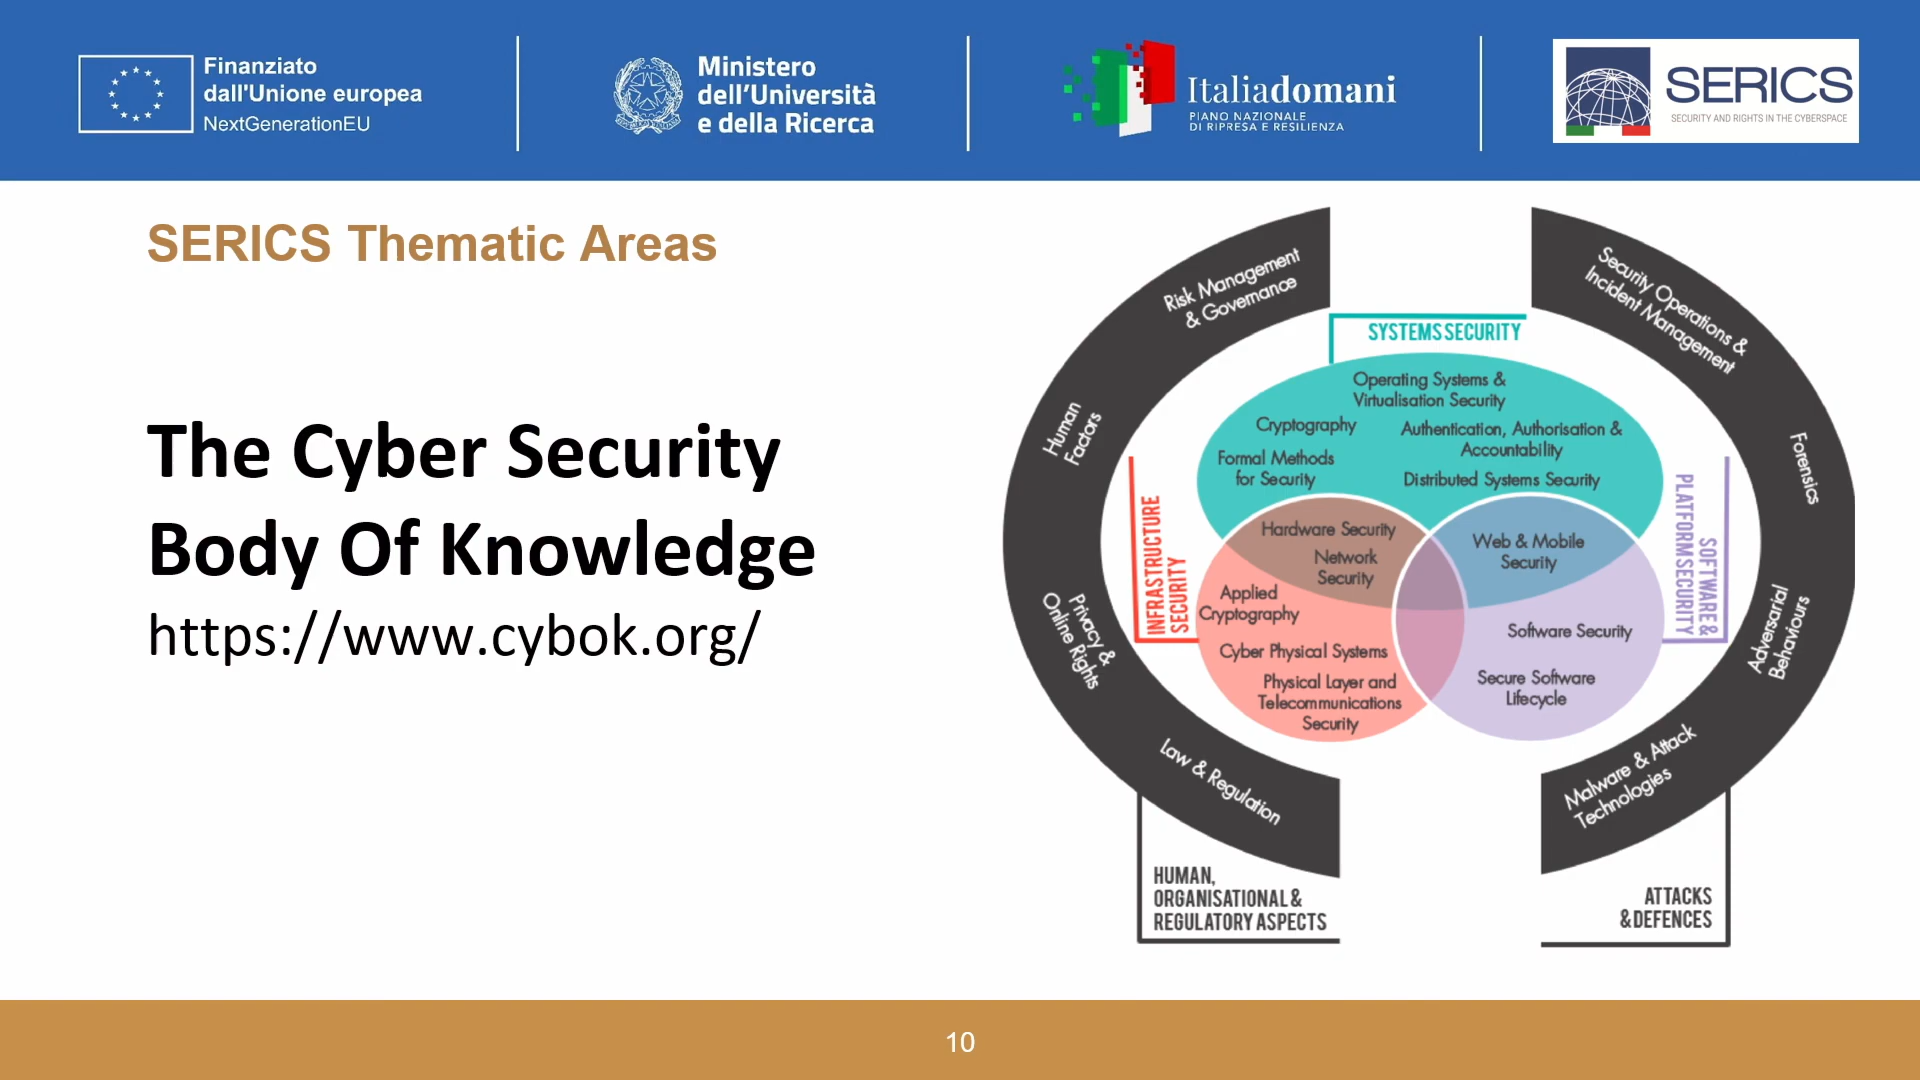 Finanziato
dall'Unione europea
NextGenerationEU
Ministero
dell'Università
e della Ricerca
Italiadomani
PIANO NAZIONALE
DI RIPRESA E RESILIENZA
SERICS
SECURITY AND RIGHTS IN THE CYBERSPACE
SERICS Thematic Areas
The Cyber Security
Body Of Knowledge
https://www.cybok.org/
Risk Management
& Governance
Human
Factors
Privacy &
Online Rights
Law & Regulation
HUMAN,
ORGANISATIONAL &
REGULATORY ASPECTS
Security Operations &
Incident Management
Forensics
Adversarial
Behaviours
Malware & Attack
Technologies
ATTACKS
& DEFENCES
SYSTEMS SECURITY
Operating Systems &
Virtualisation Security
Cryptography
Authentication, Authorisation &
Accountability
Formal Methods
for Security
Distributed Systems Security
INFRASTRUCTURE
SECURITY
Hardware Security
Network
Security
Applied
Cryptography
Cyber Physical Systems
Physical Layer and
Telecommunications
Security
SOFTWARE &
PLATFORM SECURITY
Web & Mobile
Security
Software Security
Secure Software
Lifecycle
10